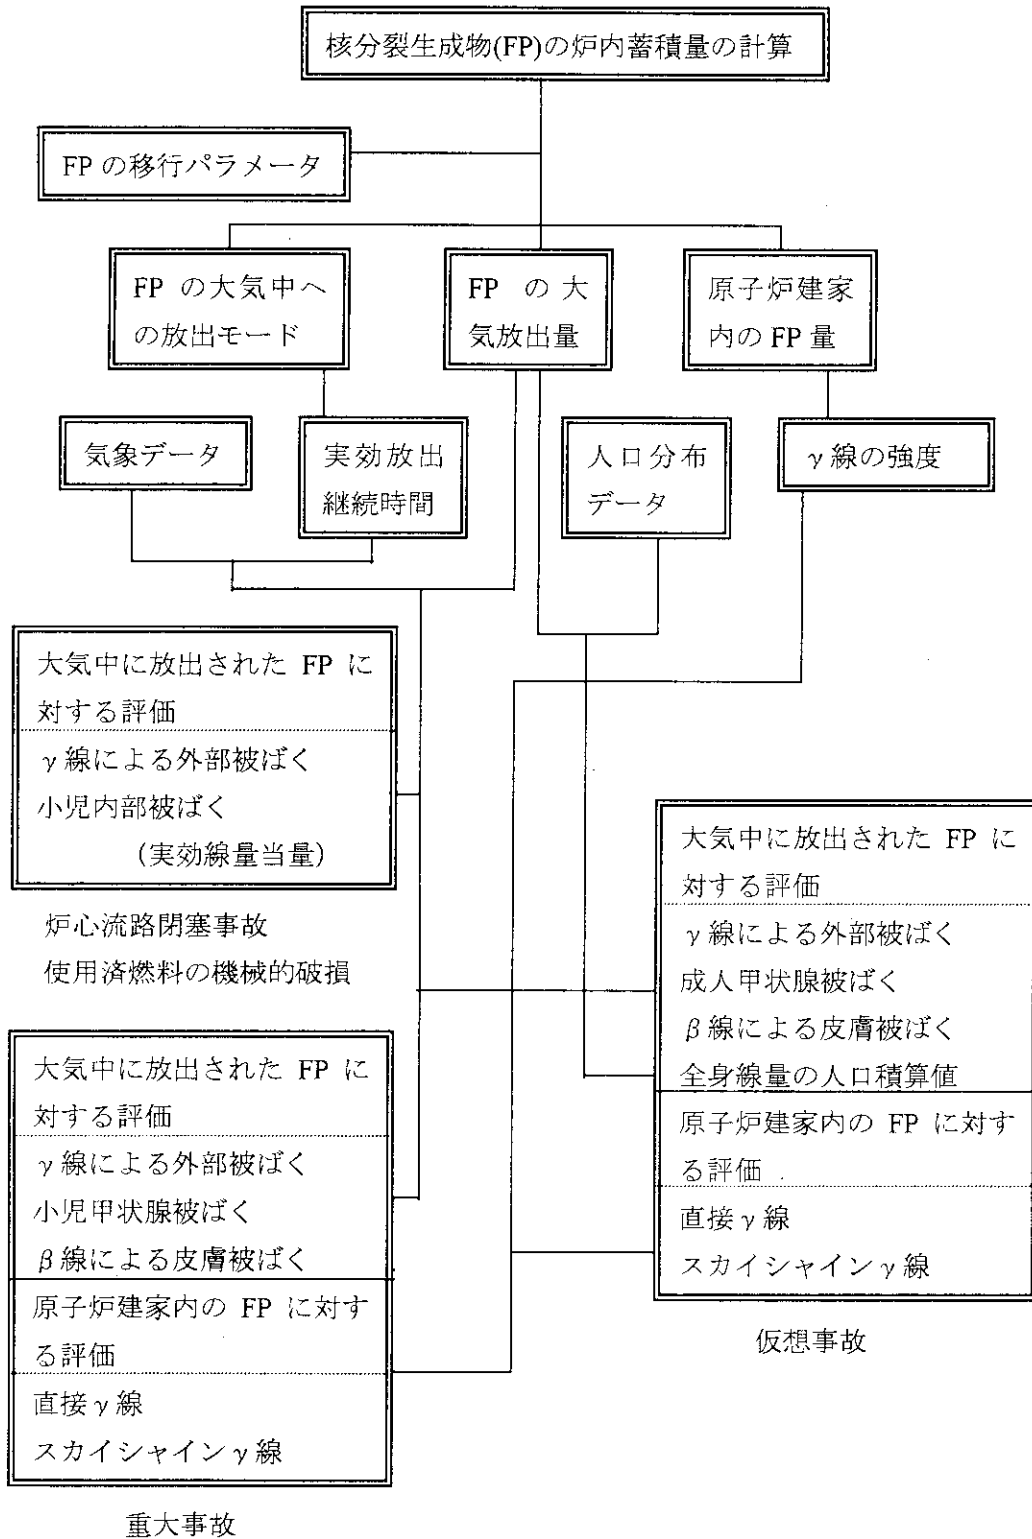 核分裂生成物(FP)の炉内蓄積量の計算
FP の移行パラメータ
FP の大気中へ
の放出モード
FP の大
気放出量
原子炉建家
内の FP 量
気象データ
実効放出
継続時間
人口分布
データ
γ線の強度
大気中に放出された FP に
対する評価
γ線による外部被ばく
小児内部被ばく
(実効線量当量)
炉心流路閉塞事故
使用済燃料の機械的破損
大気中に放出された FP に
対する評価
γ線による外部被ばく
成人甲状腺被ばく
β線による皮膚被ばく
全身線量の人口積算値
原子炉建家内の FP に対す
る評価
直接γ線
スカイシャインγ線
仮想事故
大気中に放出された FP に
対する評価
γ線による外部被ばく
小児甲状腺被ばく
β線による皮膚被ばく
原子炉建家内の FP に対す
る評価
直接γ線
スカイシャインγ線
重大事故